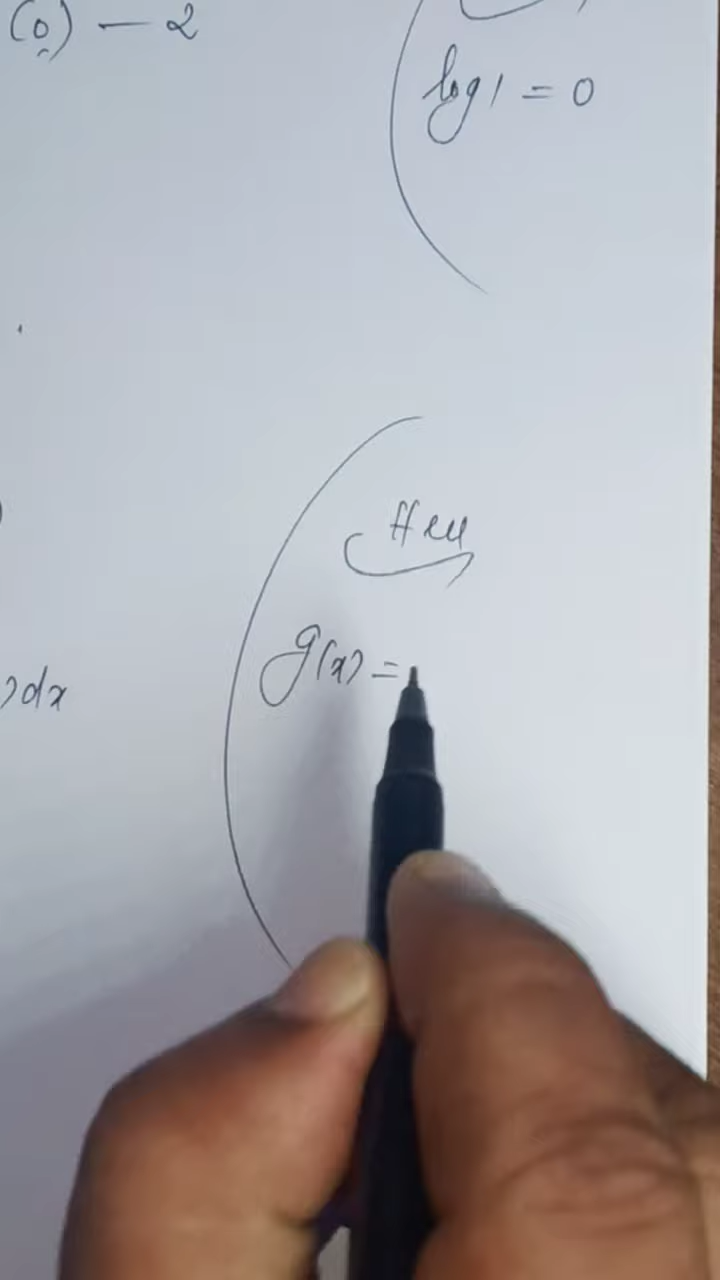 (0) — 2
log 1 = 0
)dx
g(x) =